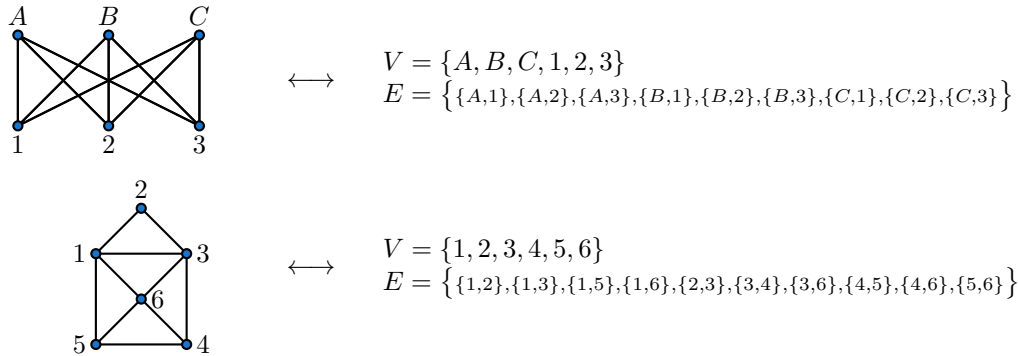 A B C
1 2 3
⟷
V = {A, B, C, 1, 2, 3}
E = {{A,1},{A,2},{A,3},{B,1},{B,2},{B,3},{C,1},{C,2},{C,3}}
2
1 3
6
5 4
⟷
V = {1, 2, 3, 4, 5, 6}
E = {{1,2},{1,3},{1,5},{1,6},{2,3},{3,4},{3,6},{4,5},{4,6},{5,6}}